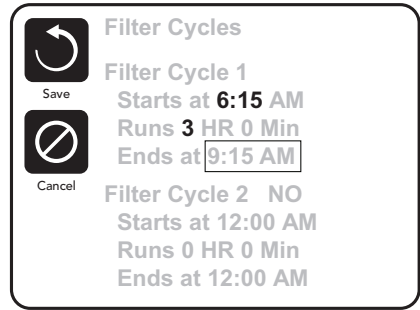 Filter Cycles
Filter Cycle 1
Save
Starts at 6:15 AM
Runs 3 HR 0 Min
Ends at 9:15 AM
Cancel
Filter Cycle 2 NO
Starts at 12:00 AM
Runs 0 HR 0 Min
Ends at 12:00 AM